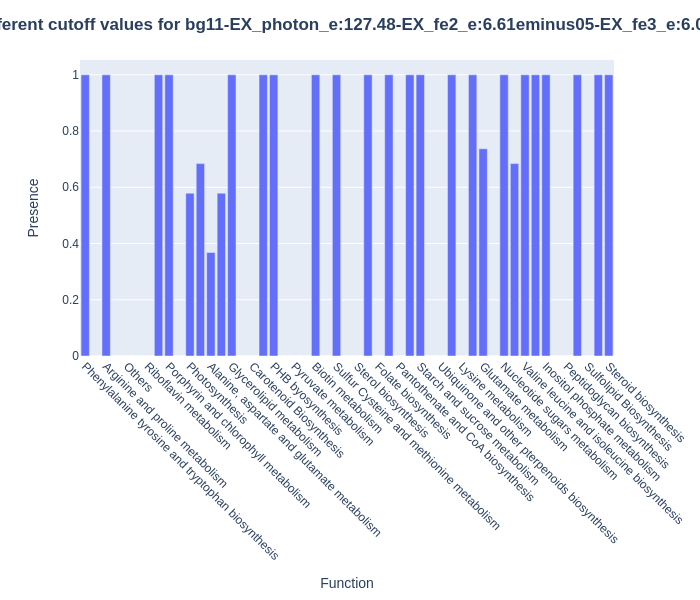 ferent cutoff values for bg11-EX_photon_e:127.48-EX_fe2_e:6.61eminus05-EX_fe3_e:6.0
Presence
1
0.8
0.6
0.4
0.2
0
Phenylalanine tyrosine and tryptophan biosynthesis
Arginine and proline metabolism
Others
Riboflavin metabolism
Porphyrin and chlorophyll metabolism
Photosynthesis
Alanine, aspartate and glutamate metabolism
Glycerolipid metabolism
Carotenoid Biosynthesis
PHB byosynthesis
Pyruvate metabolism
Biotin metabolism
Sulfur Cysteine and methionine metabolism
Sterol biosynthesis
Folate biosynthesis
Pantothenate and CoA biosynthesis
Starch and sucrose metabolism
Ubiquinone and other pterpenoids biosynthesis
Lysine metabolism
Glutamate metabolism
Nucleotide sugars metabolism
Valine leucine and isoleucine biosynthesis
Inositol phosphate metabolism
Peptidoglycan biosynthesis
Sulfolipid Biosynthesis
Steroid biosynthesis
Function